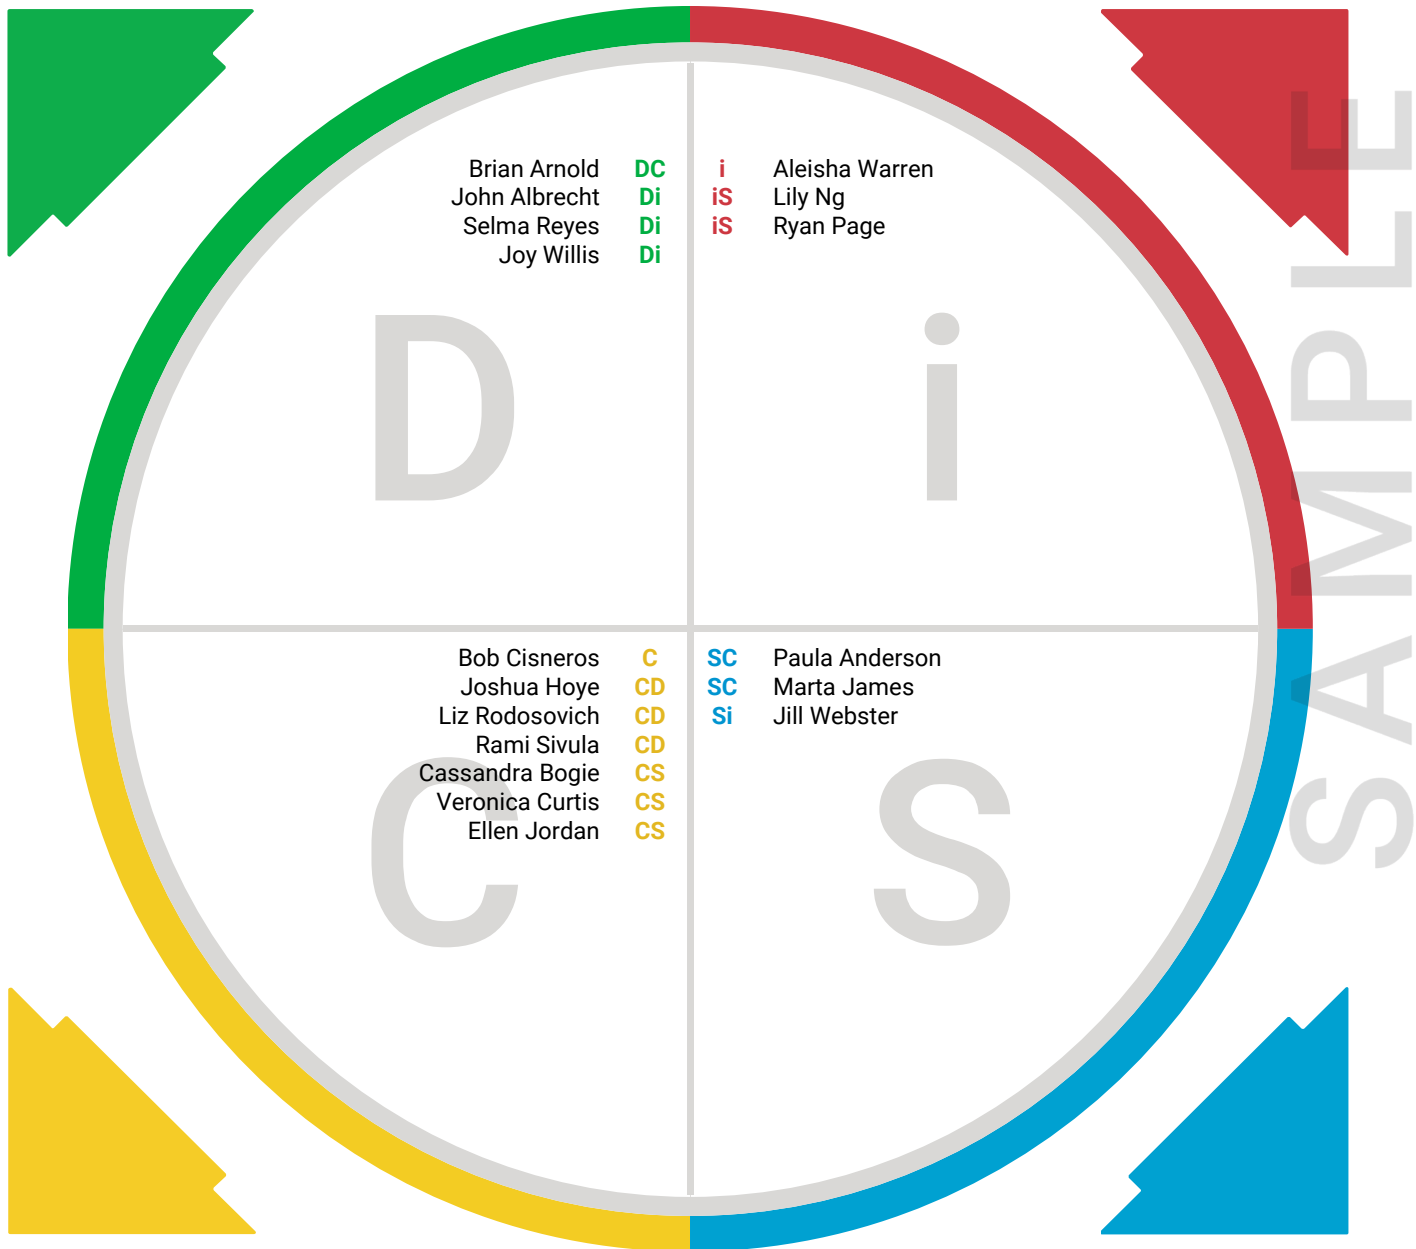 Brian Arnold DC
John Albrecht Di
Selma Reyes Di
Joy Willis Di
i Aleisha Warren
iS Lily Ng
iS Ryan Page
D
i
Bob Cisneros C
Joshua Hoye CD
Liz Rodosovich CD
Rami Sivula CD
Cassandra Bogie CS
Veronica Curtis CS
Ellen Jordan CS
SC Paula Anderson
SC Marta James
Si Jill Webster
C
S
SAMPLE